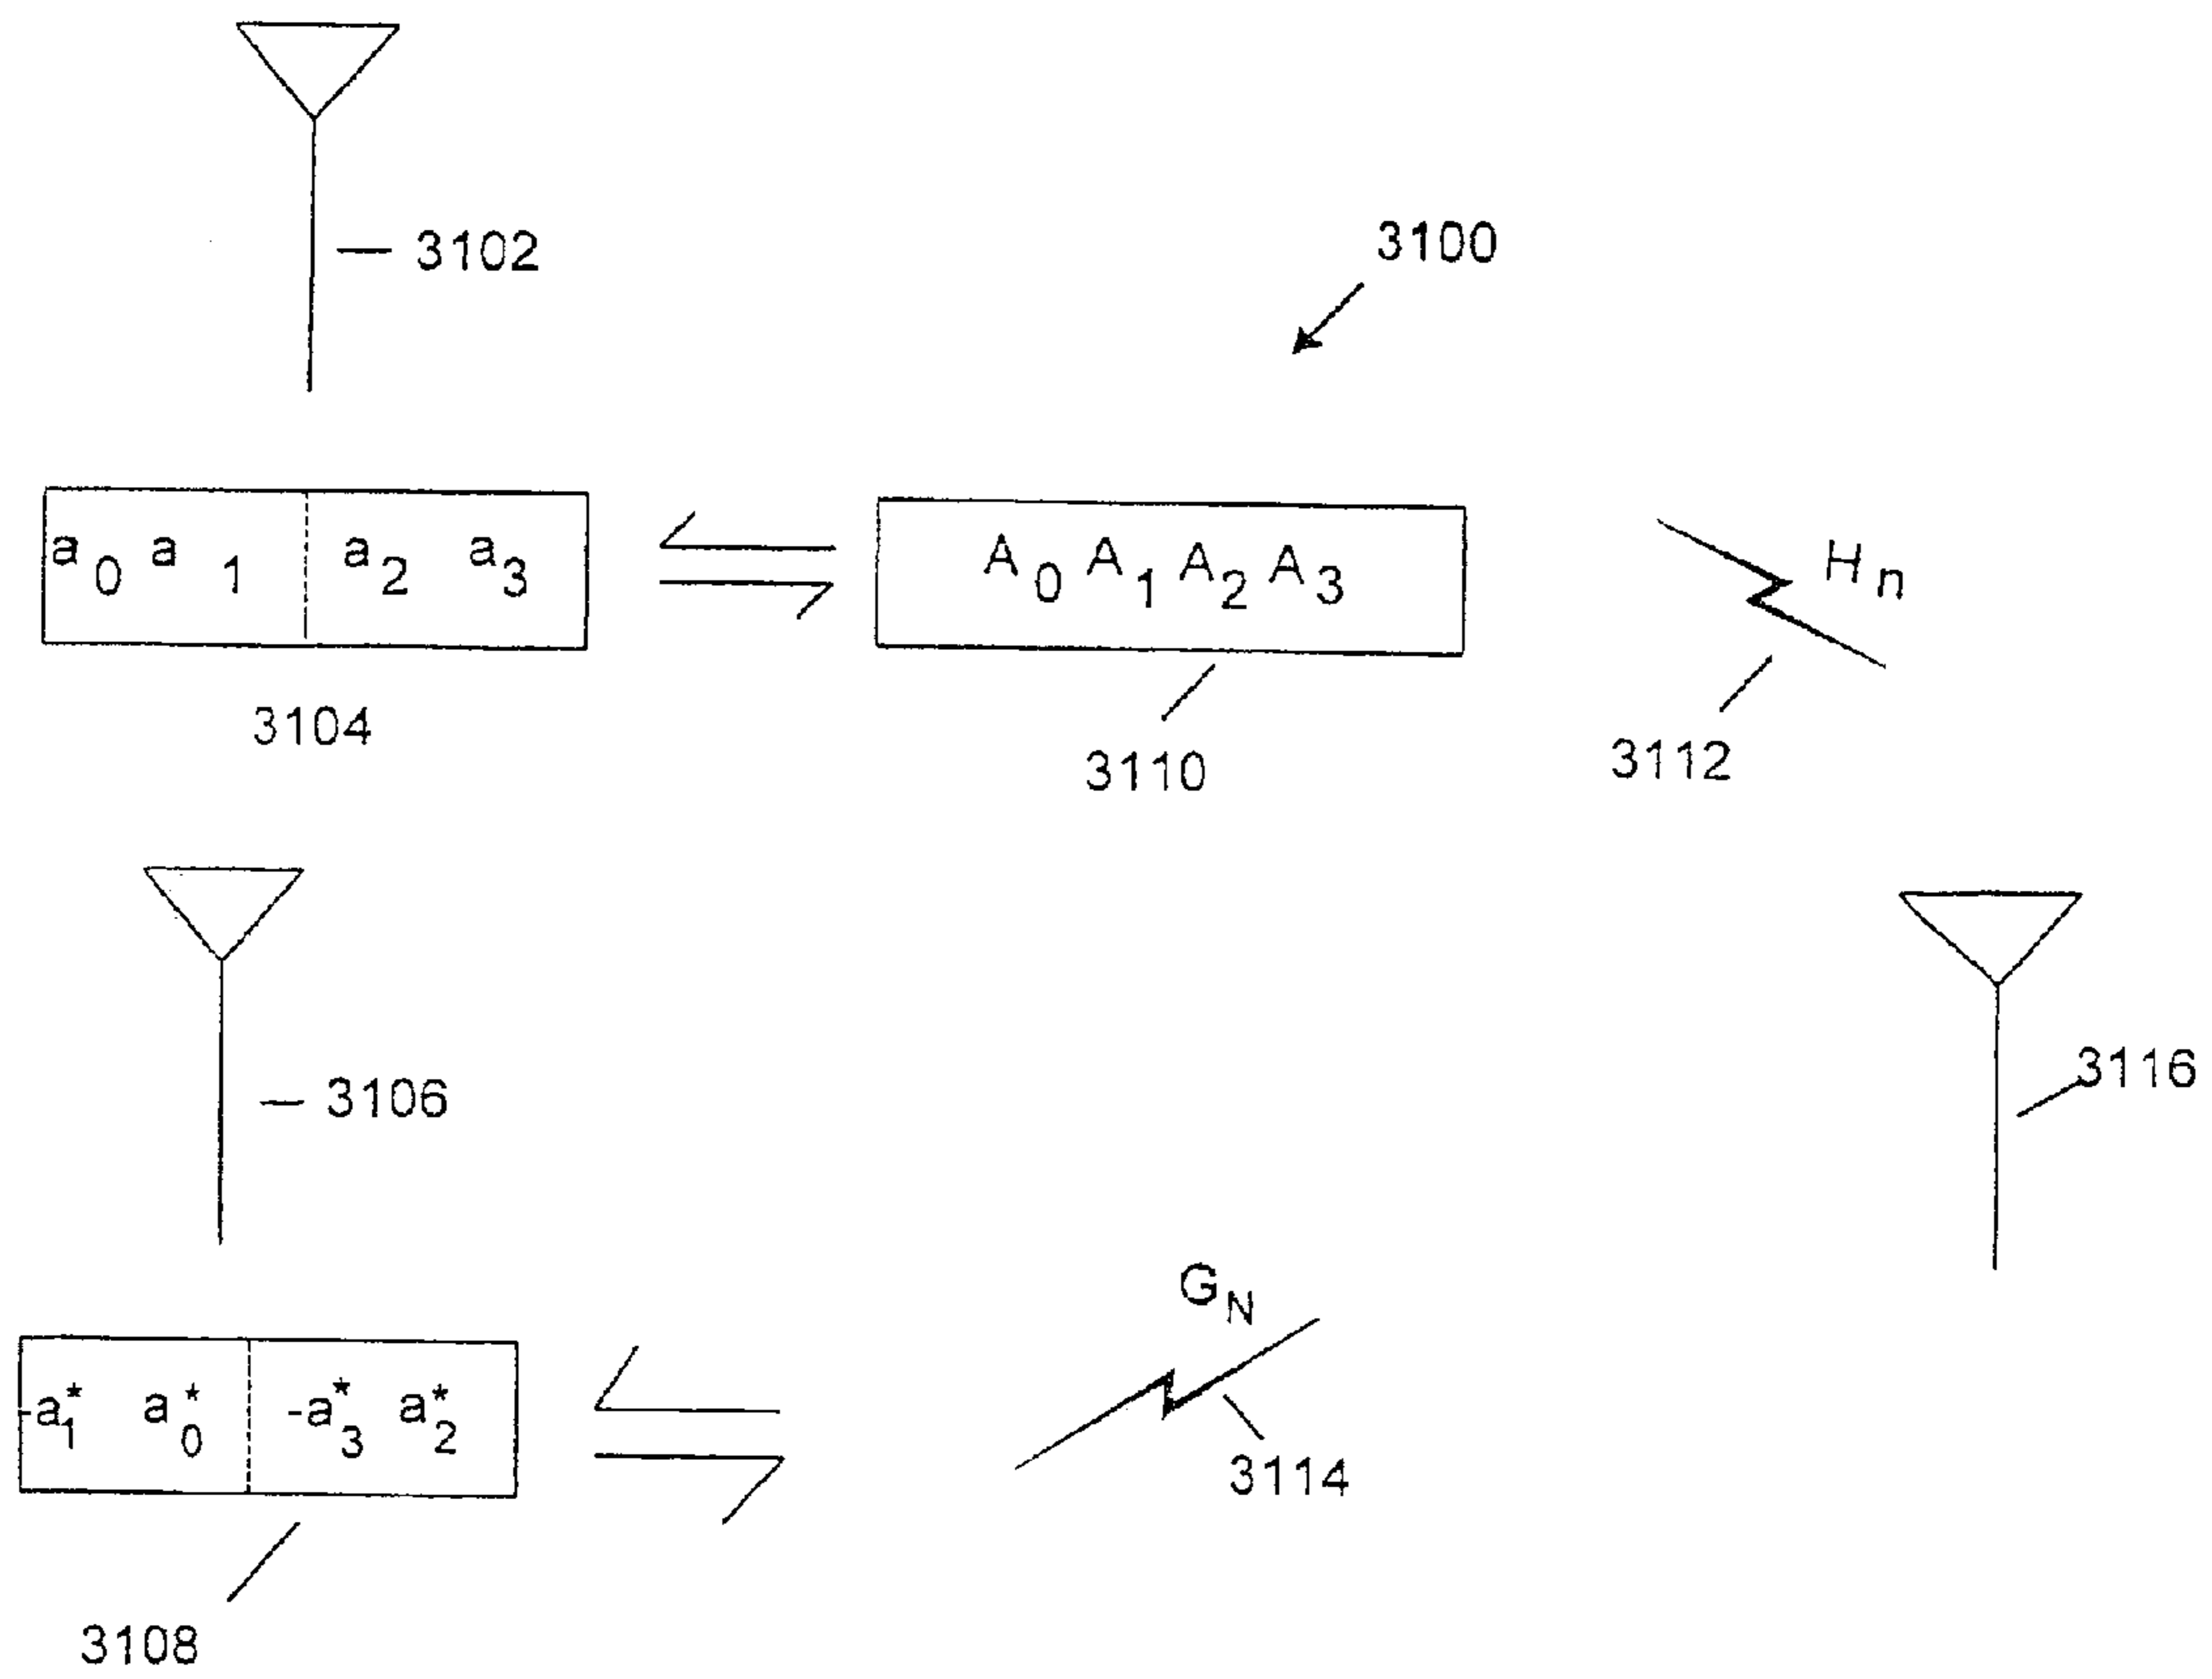 3102
3100
a₀ a₁ a₂ a₃
A₀ A₁ A₂ A₃
Hₙ
3104
3110
3112
3106
3116
G_N
-a₁* a₀* -a₃* a₂*
3114
3108